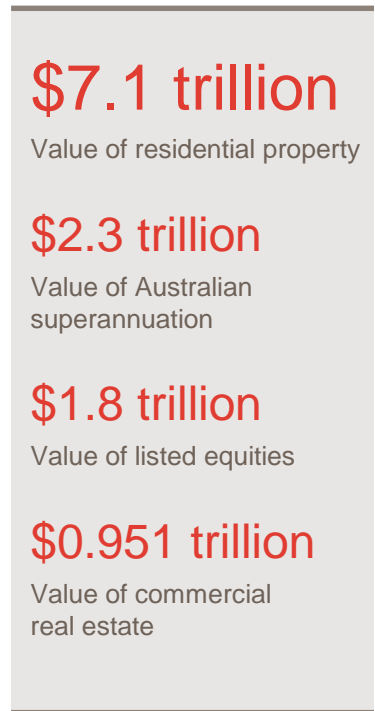 $7.1 trillion
Value of residential property
$2.3 trillion
Value of Australian
superannuation
$1.8 trillion
Value of listed equities
$0.951 trillion
Value of commercial
real estate